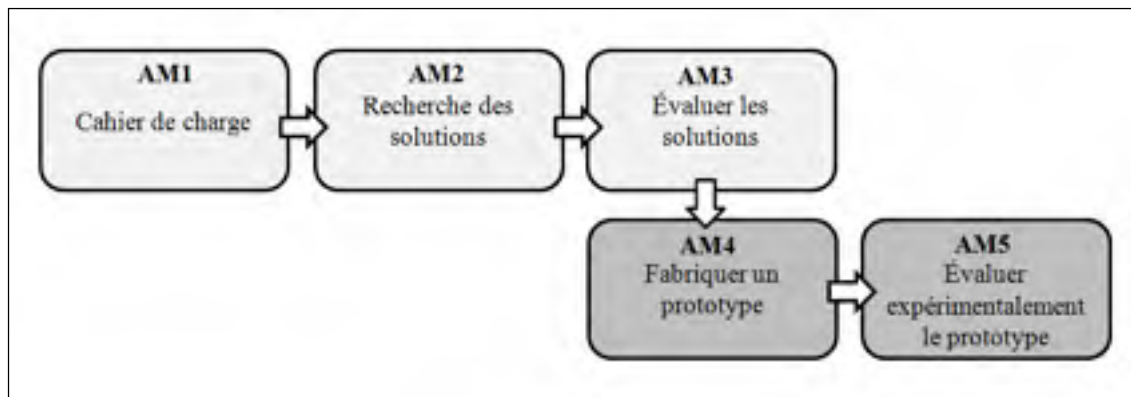 AM1
Cahier de charge
AM2
Recherche des
solutions
AM3
Évaluer les
solutions
AM4
Fabriquer un
prototype
AM5
Évaluer
expérimentalement
le prototype